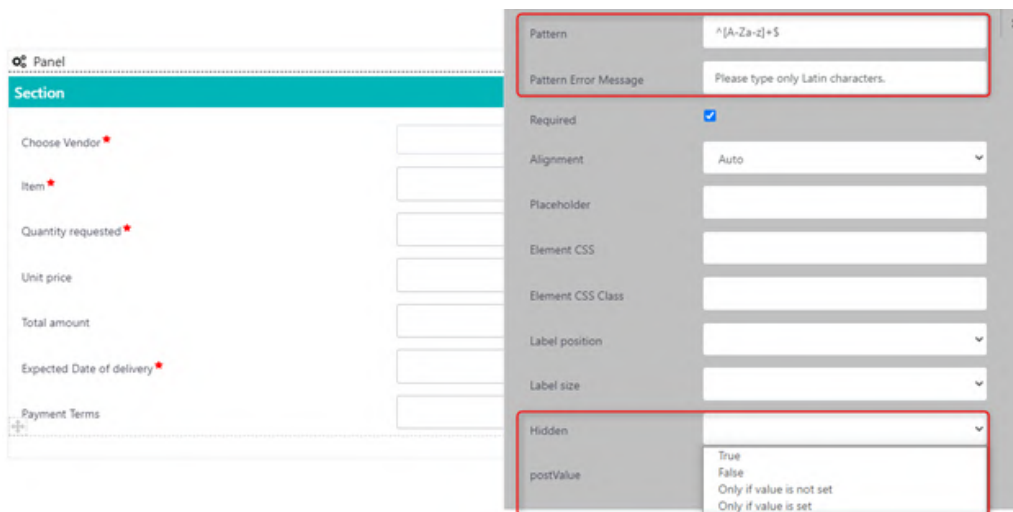 Panel
Section
Choose Vendor*
Item*
Quantity requested*
Unit price
Total amount
Expected Date of delivery*
Payment Terms
Pattern ^[A-Za-z]+$
Pattern Error Message Please type only Latin characters.
Required
Alignment Auto
Placeholder
Element CSS
Element CSS Class
Label position
Label size
Hidden
True
False
postValue
Only if value is not set
Only if value is set